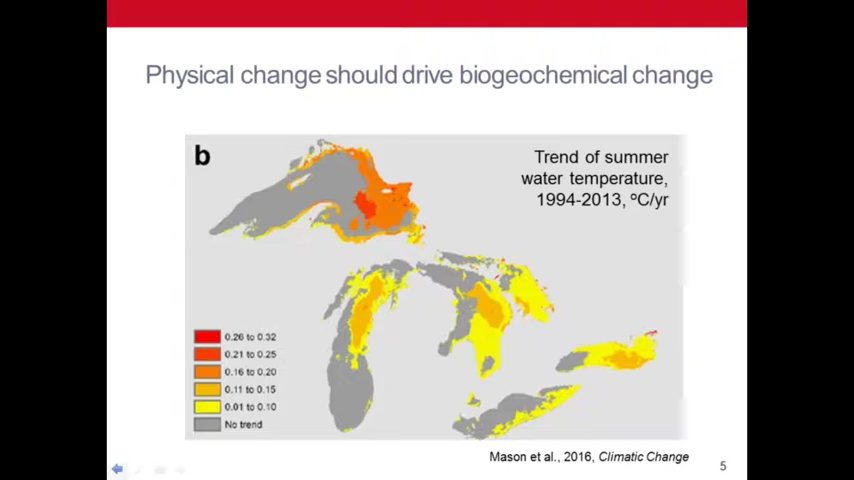 Physical change should drive biogeochemical change
b
Trend of summer
water temperature,
1994-2013, ºC/yr
0.26 to 0.32
0.21 to 0.25
0.16 to 0.20
0.11 to 0.15
0.01 to 0.10
No trend
Mason et al., 2016, Climatic Change
5